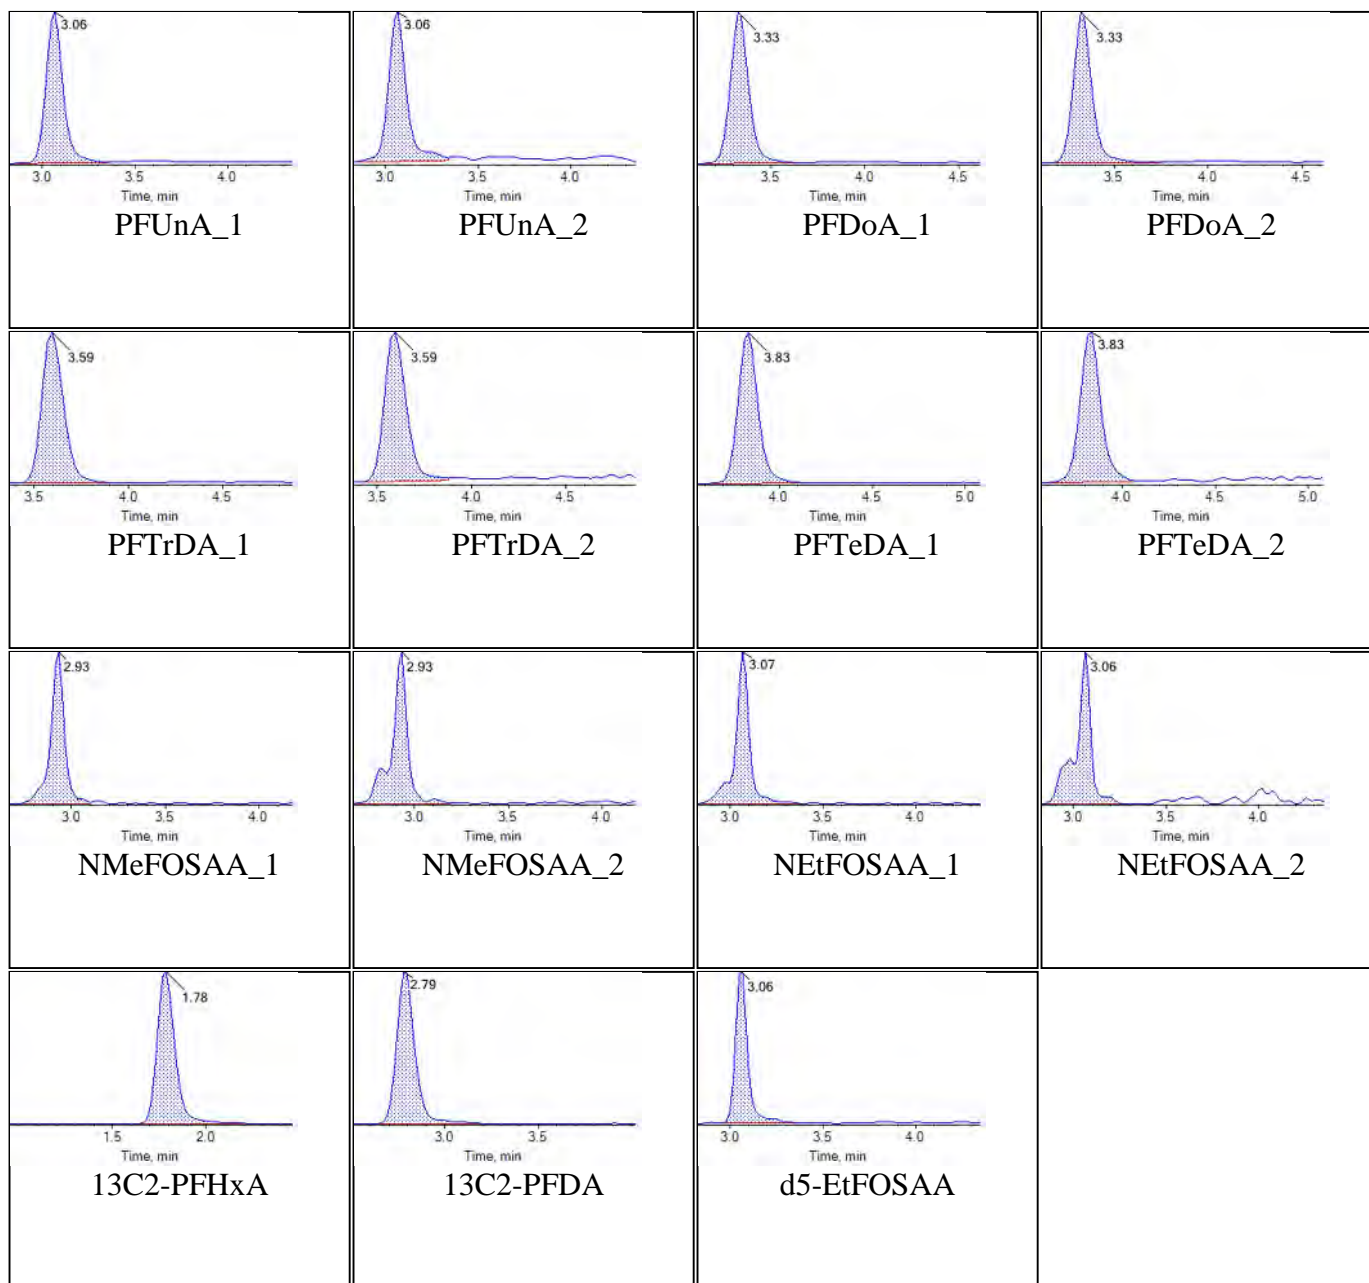 3.06
3.0 3.5 4.0
Time, min
PFUnA_1
3.06
3.0 3.5 4.0
Time, min
PFUnA_2
3.33
3.5 4.0 4.5
Time, min
PFDoA_1
3.33
3.5 4.0 4.5
Time, min
PFDoA_2
3.59
3.5 4.0 4.5
Time, min
PFTrDA_1
3.59
3.5 4.0 4.5
Time, min
PFTrDA_2
3.83
4.0 4.5 5.0
Time, min
PFTeDA_1
3.83
4.0 4.5 5.0
Time, min
PFTeDA_2
2.93
3.0 3.5 4.0
Time, min
NMeFOSAA_1
2.93
3.0 3.5 4.0
Time, min
NMeFOSAA_2
3.07
3.0 3.5 4.0
Time, min
NEtFOSAA_1
3.06
3.0 3.5 4.0
Time, min
NEtFOSAA_2
1.78
1.5 2.0
Time, min
13C2-PFHxA
2.79
3.0 3.5
Time, min
13C2-PFDA
3.06
3.0 3.5 4.0
Time, min
d5-EtFOSAA